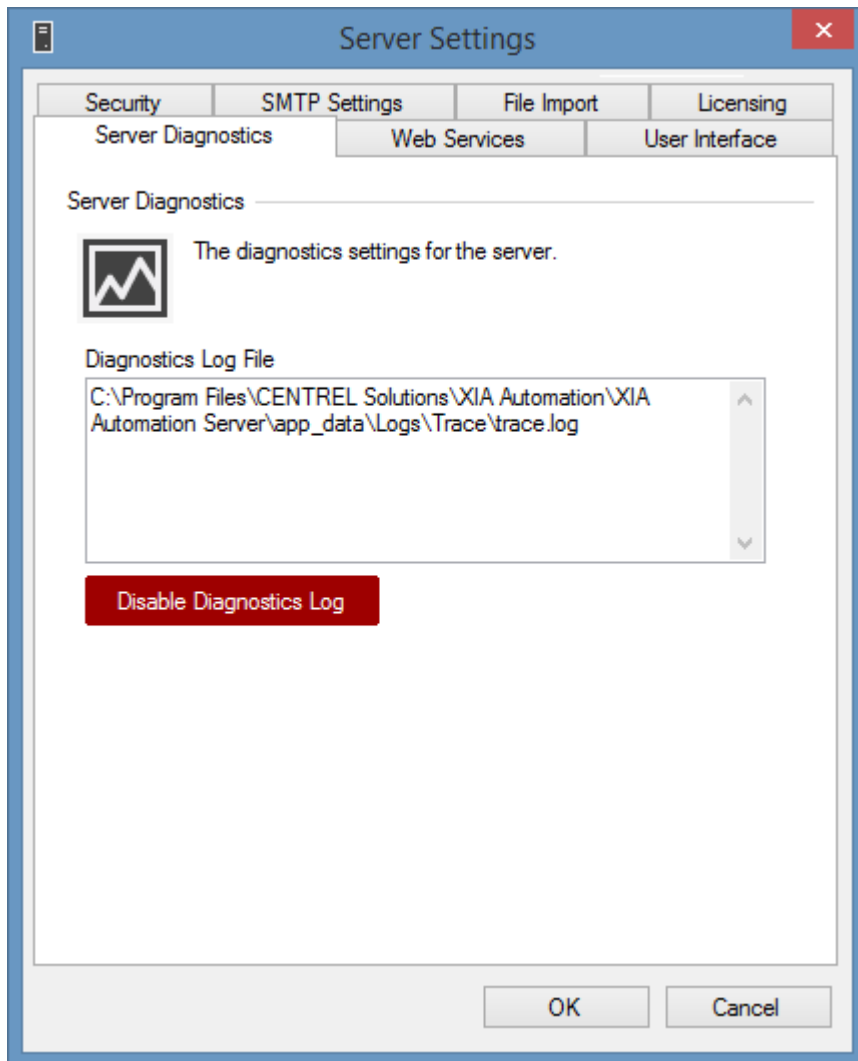 Server Settings
Security SMTP Settings File Import Licensing
Server Diagnostics Web Services User Interface
Server Diagnostics
The diagnostics settings for the server.
Diagnostics Log File
C:\Program Files\CENTREL Solutions\XIA Automation\XIA
Automation Server\app_data\Logs\Trace\trace.log
Disable Diagnostics Log
OK Cancel